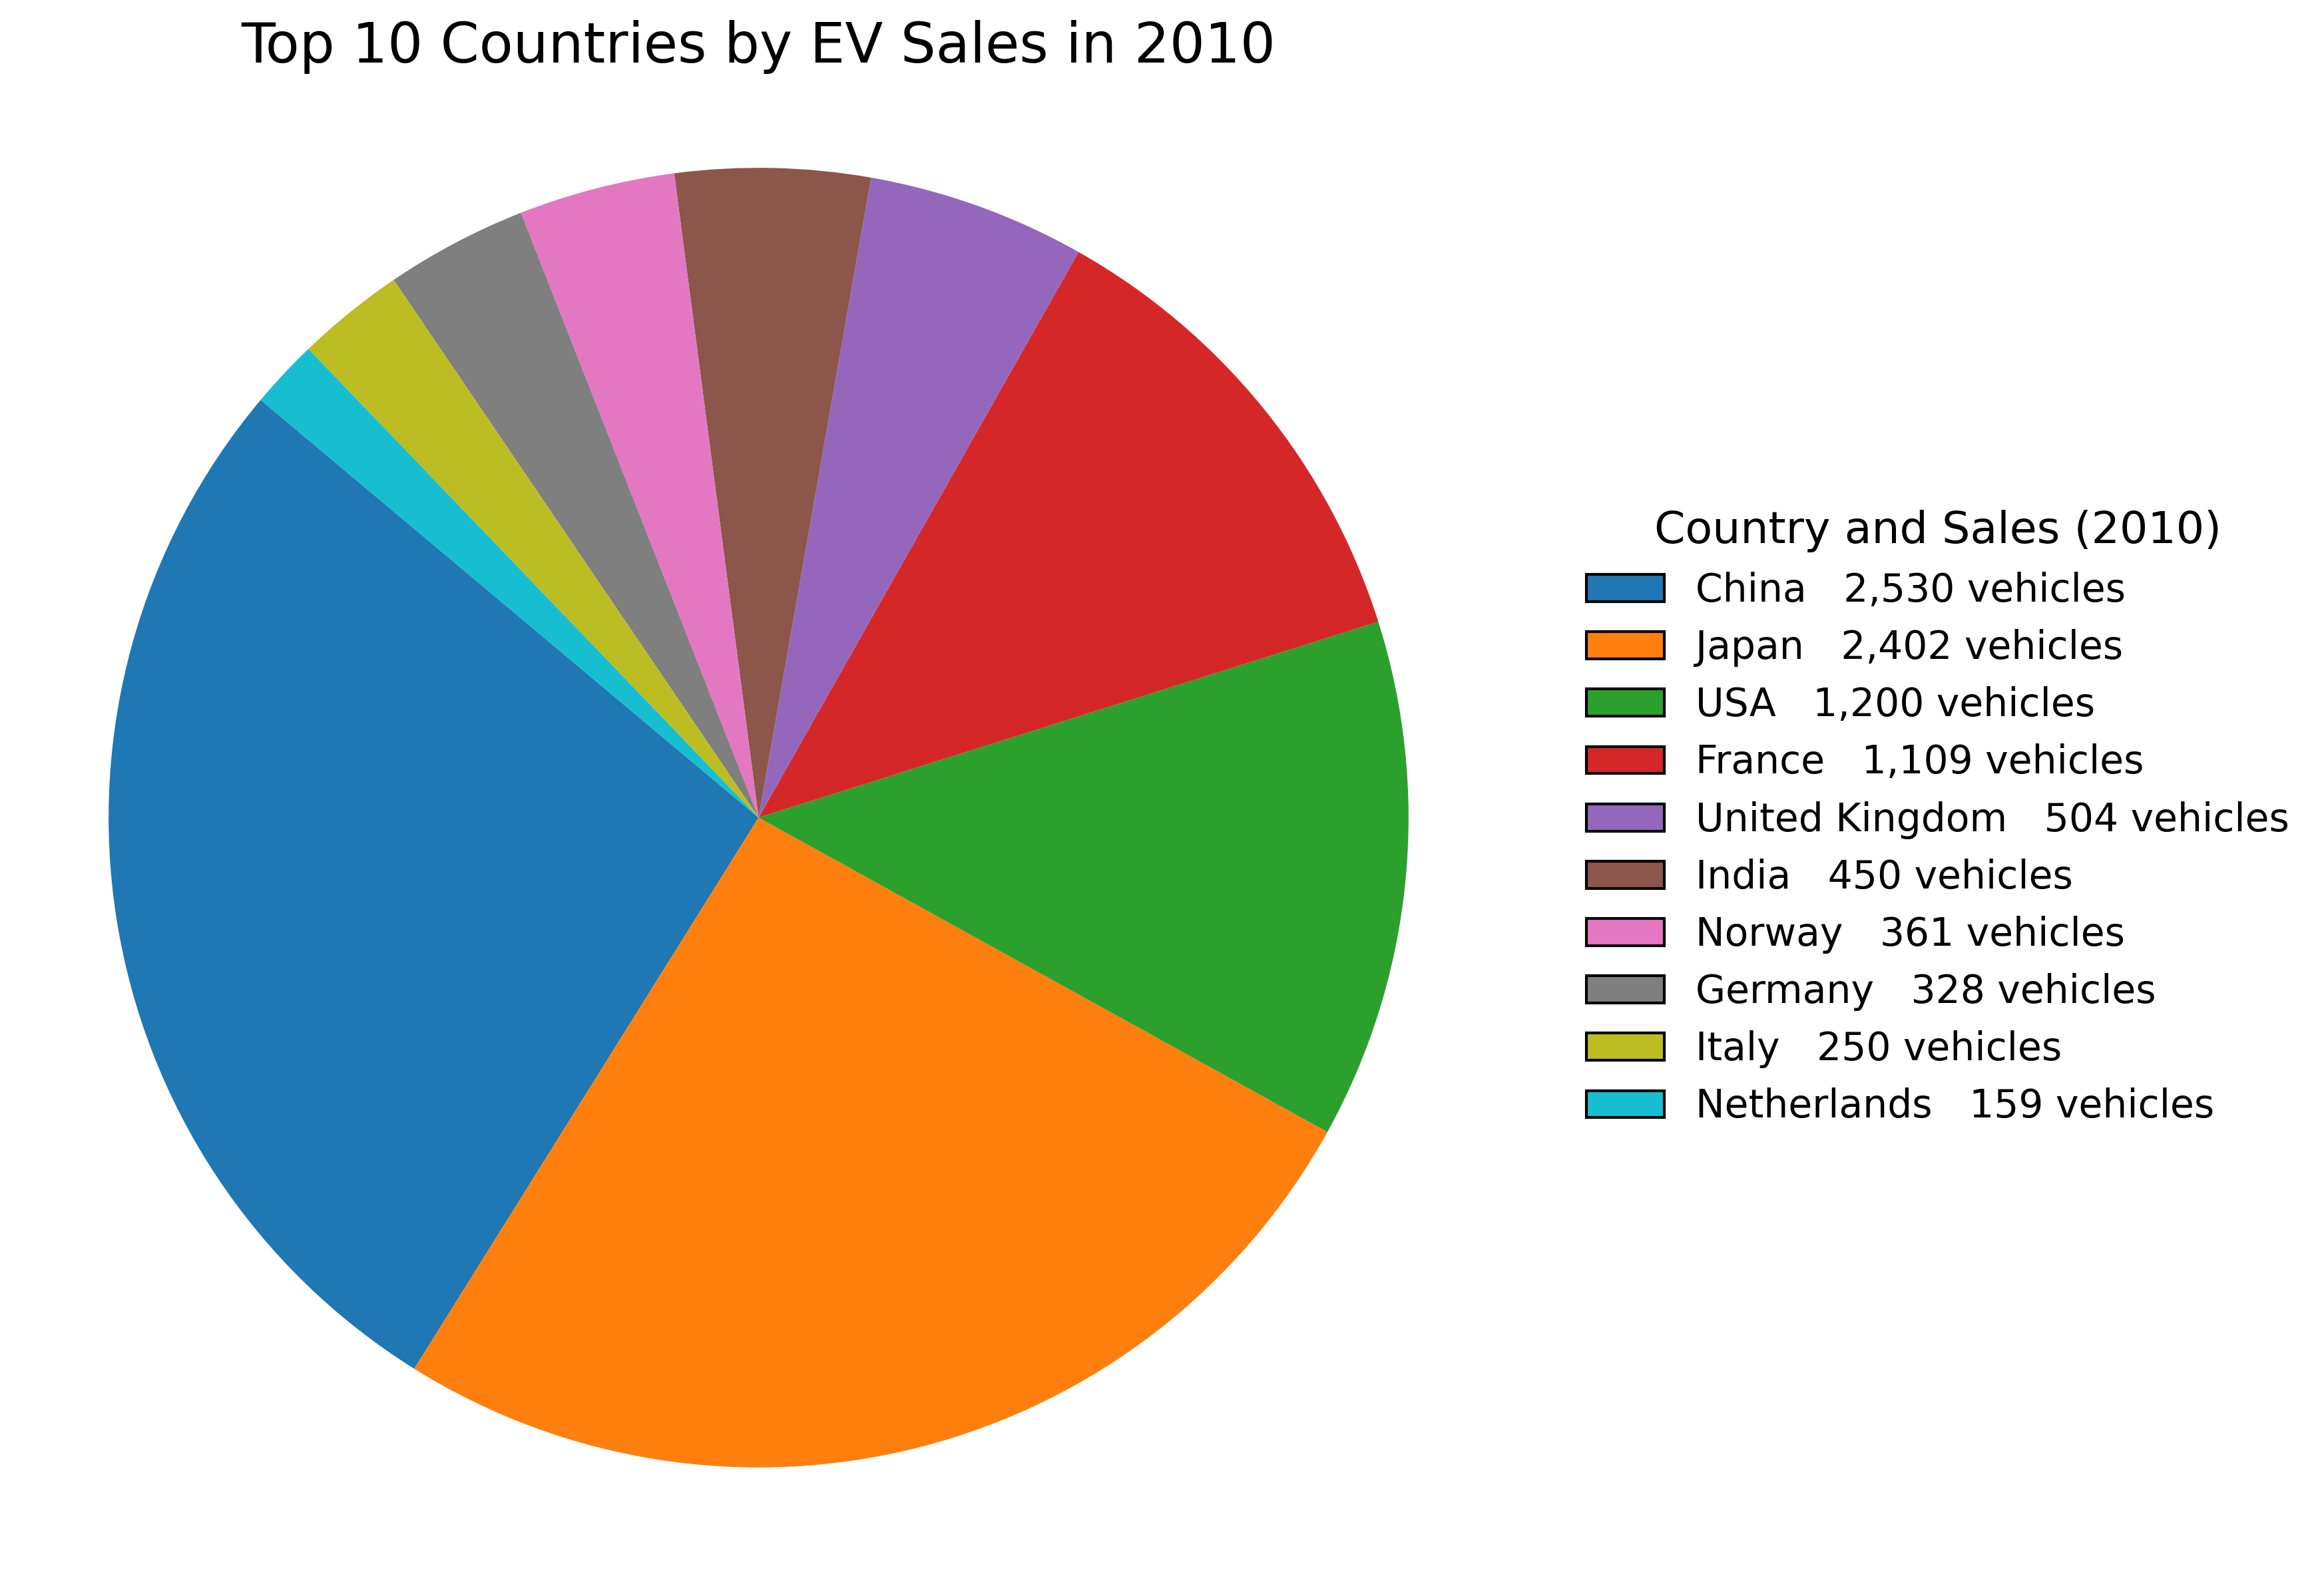 Top 10 Countries by EV Sales in 2010
Country and Sales (2010)
China   2,530 vehicles
Japan   2,402 vehicles
USA   1,200 vehicles
France   1,109 vehicles
United Kingdom   504 vehicles
India   450 vehicles
Norway   361 vehicles
Germany   328 vehicles
Italy   250 vehicles
Netherlands   159 vehicles